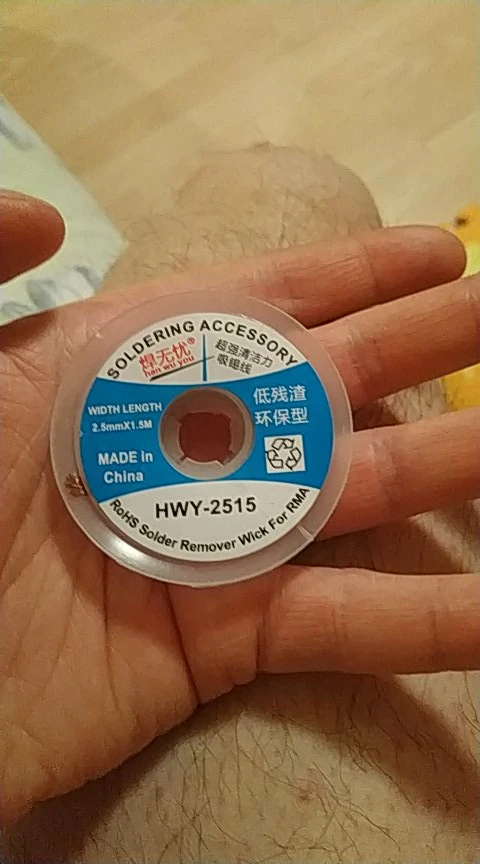 SOLDERING ACCESSORY
焊无忧®
han wu you
超强清洁力
吸锡线
WIDTH LENGTH
2.5mmX1.5M
低残渣
环保型
MADE in
China
HWY-2515
RoHS Solder Remover Wick For RMA